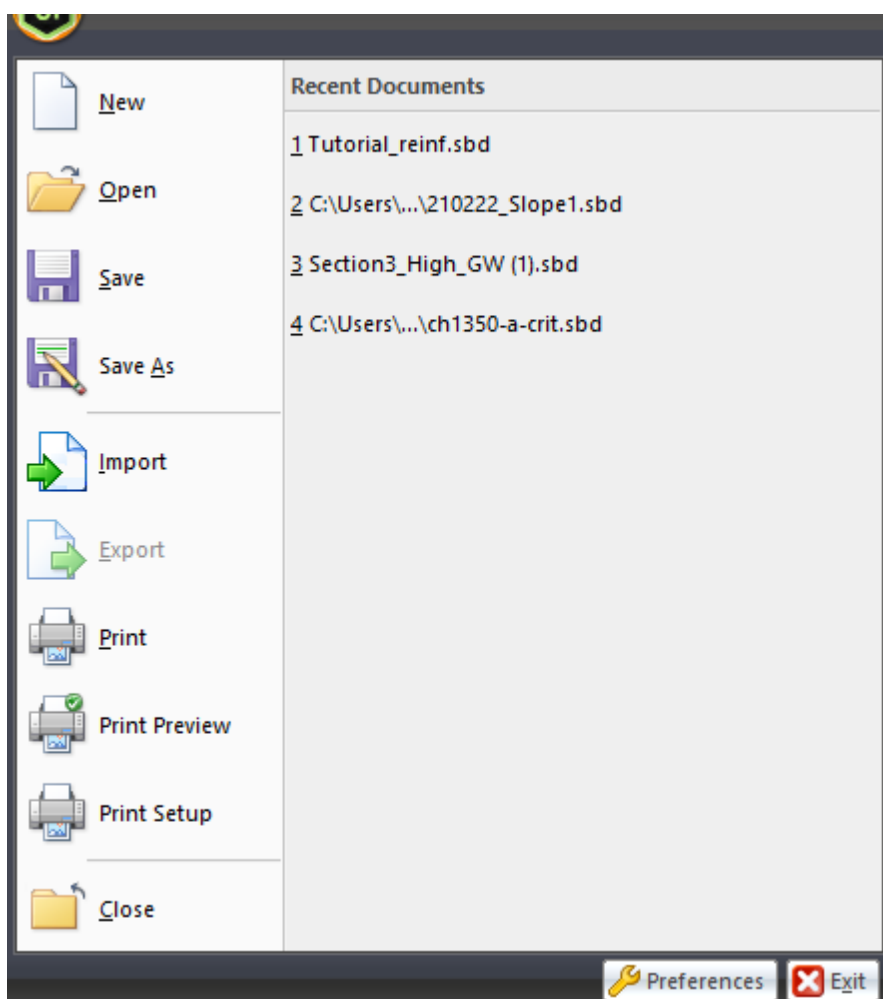 New
Open
Save
Save As
Import
Export
Print
Print Preview
Print Setup
Close
Recent Documents
1 Tutorial_reinf.sbd
2 C:\Users\...\210222_Slope1.sbd
3 Section3_High_GW (1).sbd
4 C:\Users\...\ch1350-a-crit.sbd
Preferences
Exit